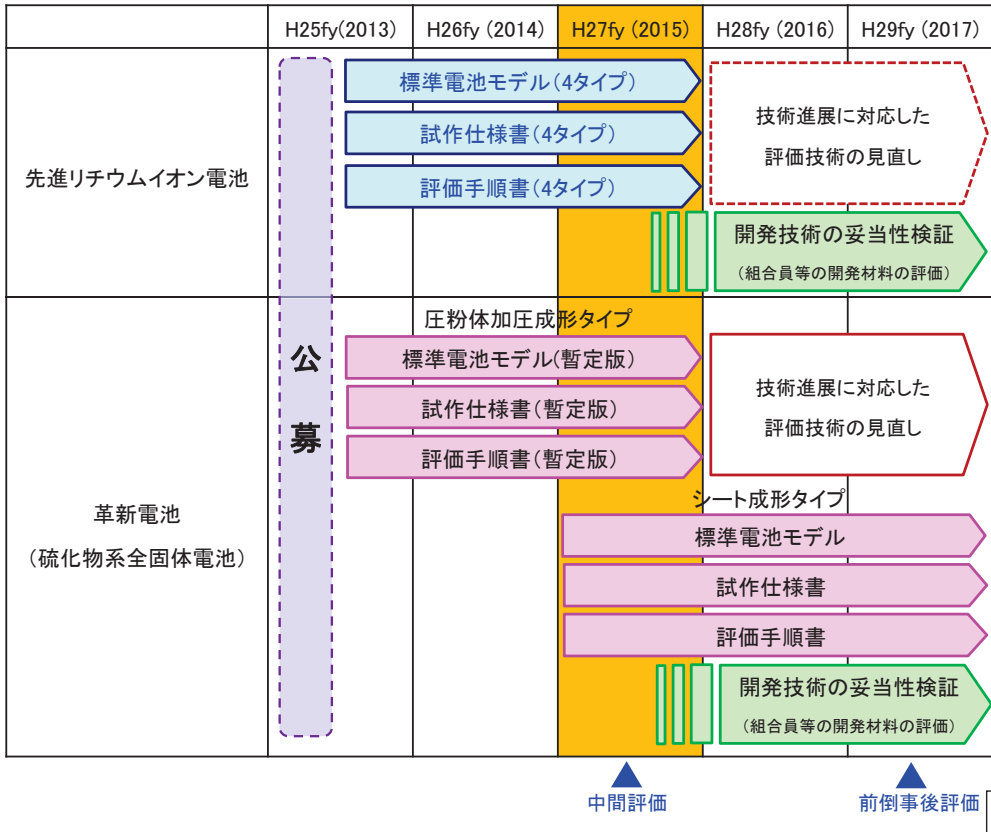 H25fy(2013)
H26fy (2014)
H27fy (2015)
H28fy (2016)
H29fy (2017)
先進リチウムイオン電池
公
募
標準電池モデル(4タイプ)
試作仕様書(4タイプ)
評価手順書(4タイプ)
技術進展に対応した
評価技術の見直し
開発技術の妥当性検証
(組合員等の開発材料の評価)
革新電池
(硫化物系全固体電池)
圧粉体加圧成形タイプ
標準電池モデル(暫定版)
試作仕様書(暫定版)
評価手順書(暫定版)
技術進展に対応した
評価技術の見直し
シート成形タイプ
標準電池モデル
試作仕様書
評価手順書
開発技術の妥当性検証
(組合員等の開発材料の評価)
中間評価
前倒事後評価